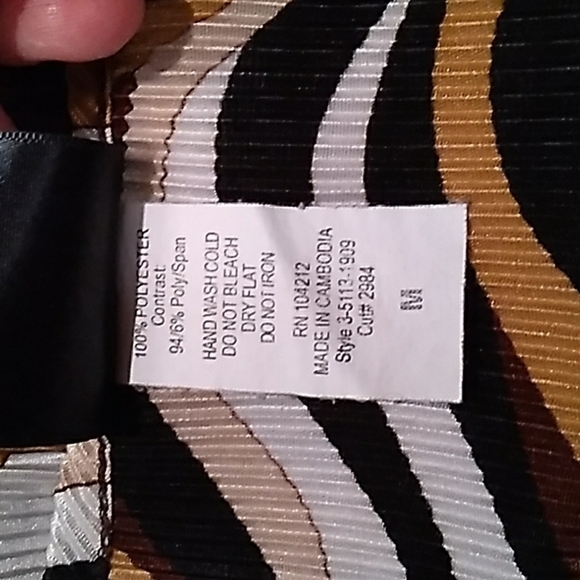 100% POLYESTER
Contrast:
94/6% Poly/Span
HAND WASH COLD
DO NOT BLEACH
DRY FLAT
DO NOT IRON
RN 104212
MADE IN CAMBODIA
Style 3-5113-1909
Cut# 2984
M